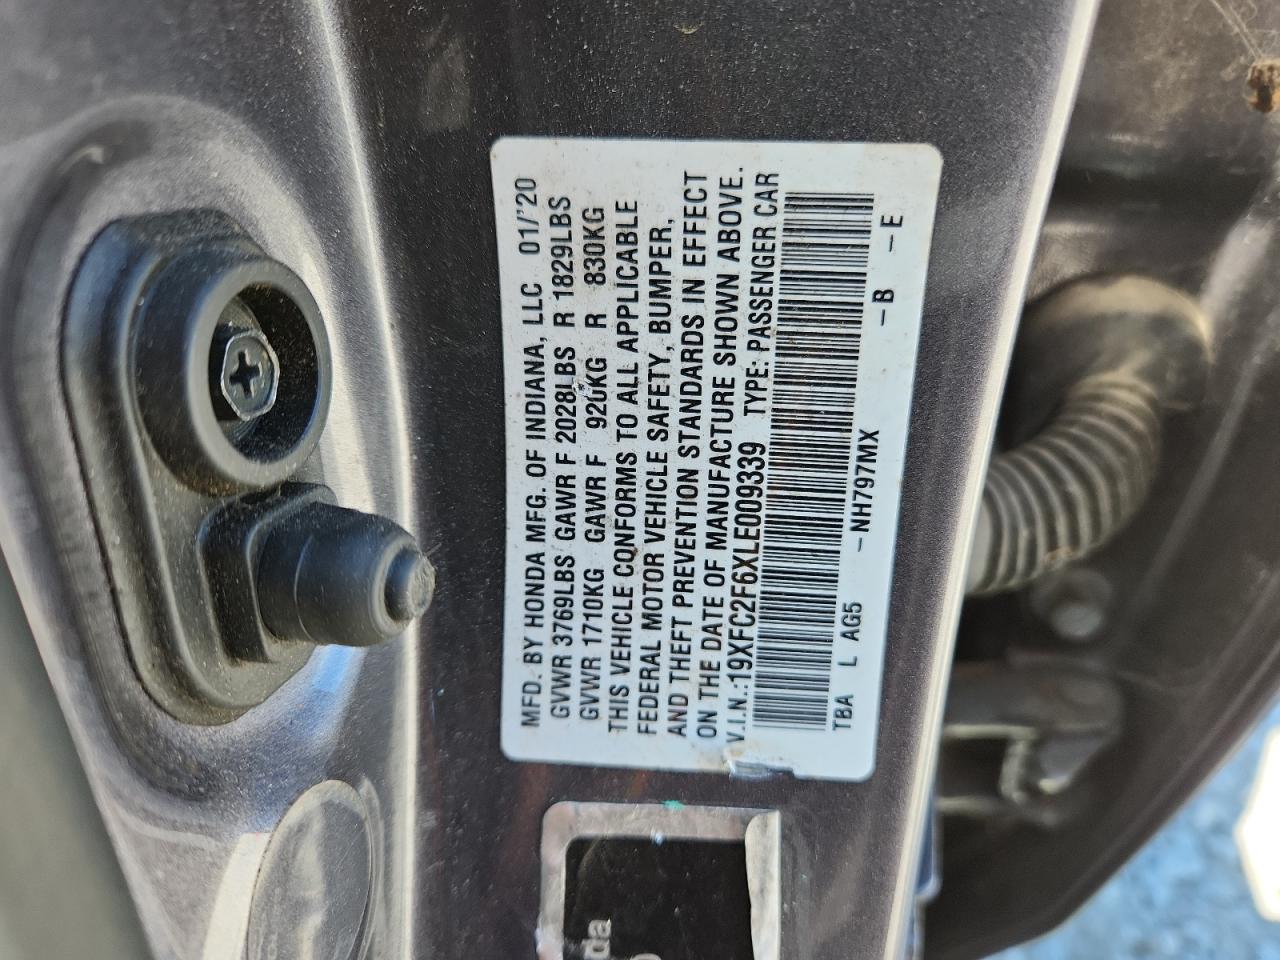 MFD. BY HONDA MFG. OF INDIANA, LLC 01/'20
GVWR 3769LBS GAWR F 2028LBS R 1829LBS
GVWR 1710KG GAWR F 920KG R 830KG
THIS VEHICLE CONFORMS TO ALL APPLICABLE
FEDERAL MOTOR VEHICLE SAFETY, BUMPER,
AND THEFT PREVENTION STANDARDS IN EFFECT
ON THE DATE OF MANUFACTURE SHOWN ABOVE.
V.I.N.:19XFC2F6XLE009339 TYPE: PASSENGER CAR
TBA L AG5 -NH797MX -B -E